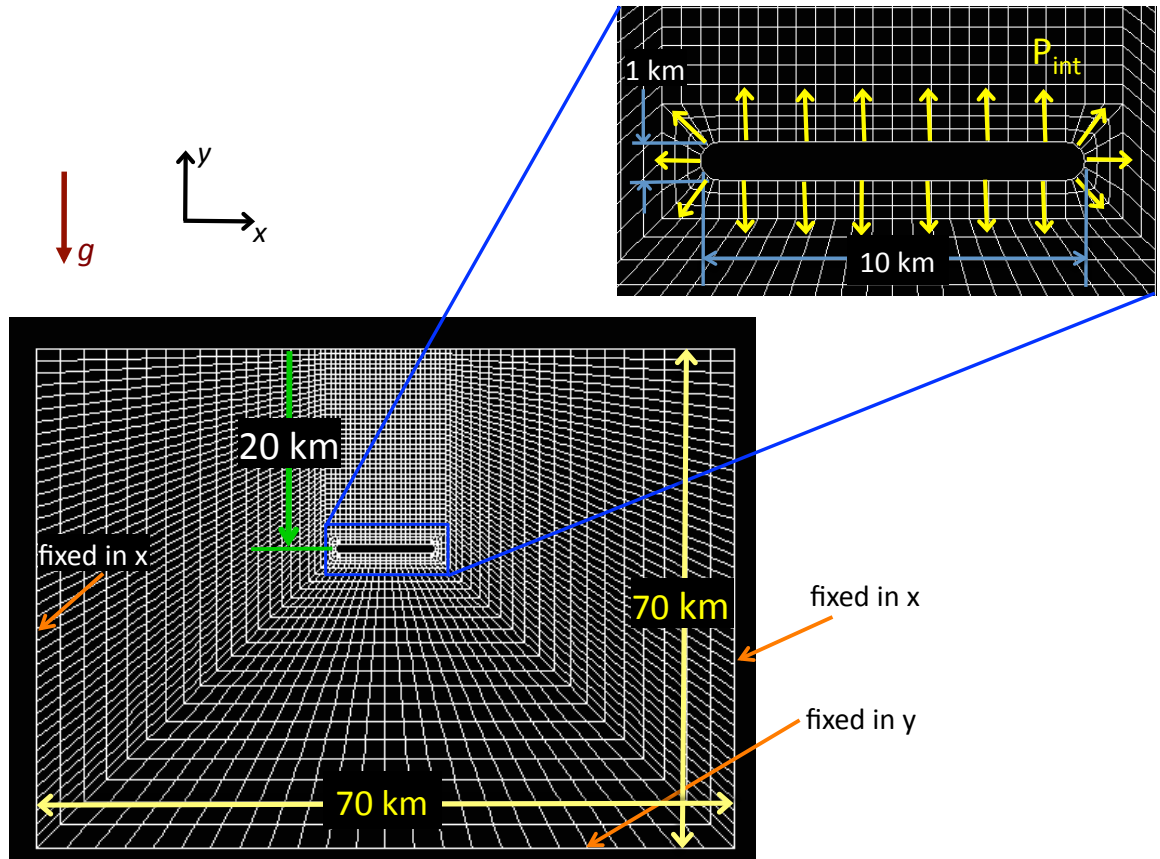 P_int
1 km
y
x
g
10 km
20 km
fixed in x
70 km
fixed in x
fixed in y
70 km